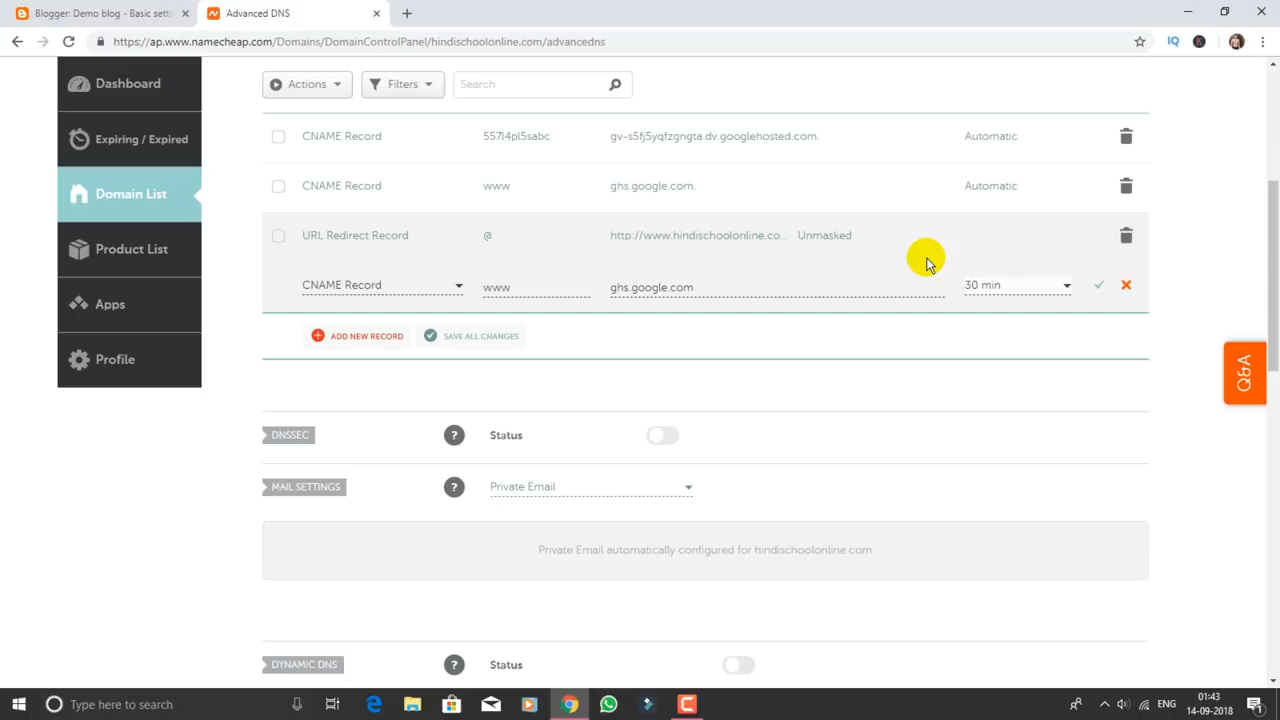 Blogger: Demo blog - Basic setti
Advanced DNS
https://ap.www.namecheap.com/Domains/DomainControlPanel/hindischoolonline.com/advancedns
IQ
K
Dashboard
Expiring / Expired
Domain List
Product List
Apps
Profile
Actions
Filters
Search
CNAME Record 557l4pl5sabc gv-s5fj5yqfzgngta.dv.googlehosted.com. Automatic
CNAME Record www ghs.google.com. Automatic
URL Redirect Record @ http://www.hindischoolonline.co... Unmasked
CNAME Record www ghs.google.com 30 min
ADD NEW RECORD SAVE ALL CHANGES
Q&A
DNSSEC ? Status
MAIL SETTINGS ? Private Email
Private Email automatically configured for hindischoolonline.com
DYNAMIC DNS ? Status
Type here to search
ENG
01:43
14-09-2018